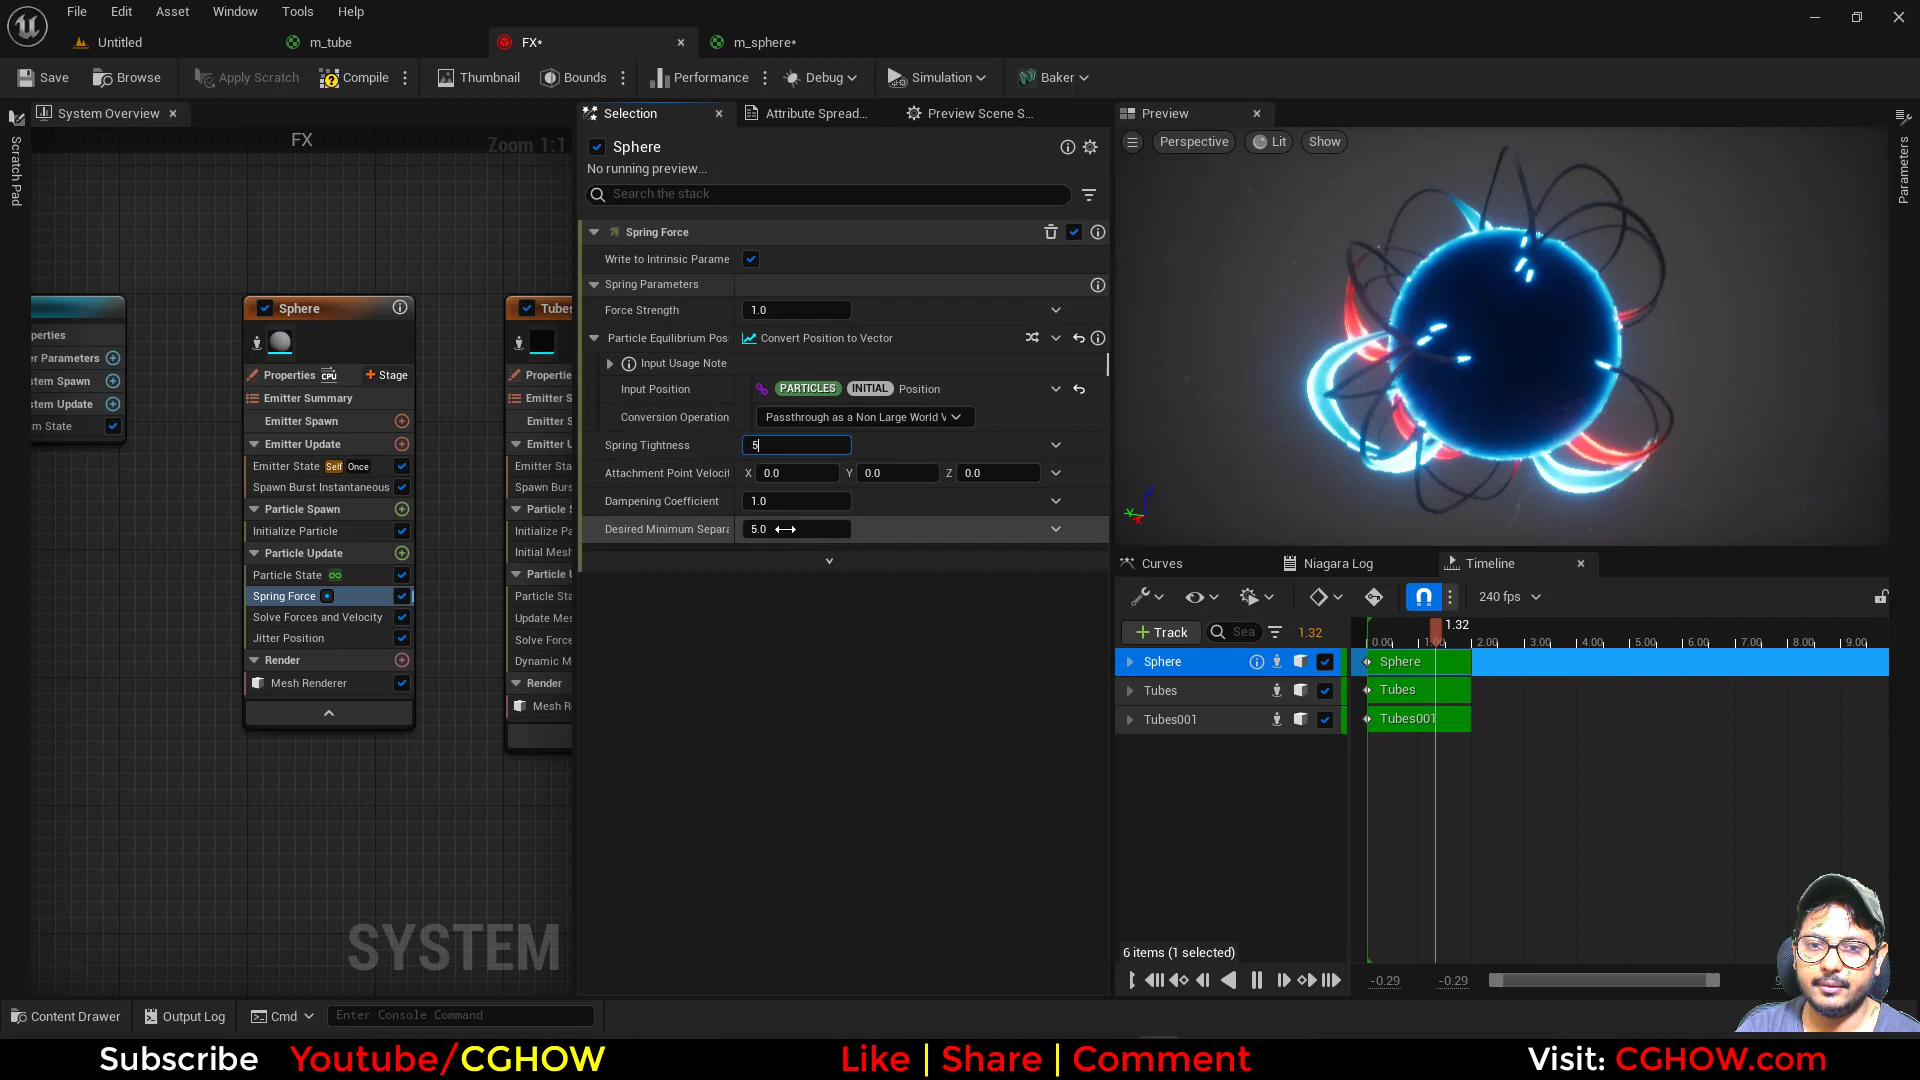 File Edit Asset Window Tools Help
Untitled m_tube FX* m_sphere*
Save Browse Apply Scratch Compile Thumbnail Bounds Performance Debug Simulation Baker
System Overview Selection Attribute Spread... Preview Scene S... Preview
Scratch Pad
Parameters
FX Zoom 1:1
Perspective Lit Show
Sphere
No running preview...
Search the stack
Spring Force
Write to Intrinsic Parame
Spring Parameters
Force Strength 1.0
Particle Equilibrium Pos Convert Position to Vector
Input Usage Note
Input Position PARTICLES INITIAL Position
Conversion Operation Passthrough as a Non Large World V
Spring Tightness 5
Attachment Point Velocit X 0.0 Y 0.0 Z 0.0
Dampening Coefficient 1.0
Desired Minimum Separa 5.0
operties
er Parameters
stem Spawn
stem Update
em State
Sphere
Properties CPU Stage
Emitter Summary
Emitter Spawn
Emitter Update
Emitter State Self Once
Spawn Burst Instantaneous
Particle Spawn
Initialize Particle
Particle Update
Particle State
Spring Force
Solve Forces and Velocity
Jitter Position
Render
Mesh Renderer
Tubes
Propertie
Emitter S
Emitter S
Emitter U
Emitter Sta
Spawn Burs
Particle S
Initialize Pa
Initial Mesh
Particle U
Particle Sta
Update Mes
Solve Force
Dynamic M
Render
Mesh R
SYSTEM
Curves Niagara Log Timeline
240 fps
Track Sea 1.32
1.32
0.00 1.00 2.00 3.00 4.00 5.00 6.00 7.00 8.00 9.00
Sphere Sphere
Tubes Tubes
Tubes001 Tubes001
6 items (1 selected)
-0.29 -0.29
Content Drawer Output Log Cmd Enter Console Command
Subscribe Youtube/CGHOW Like | Share | Comment Visit: CGHOW.com